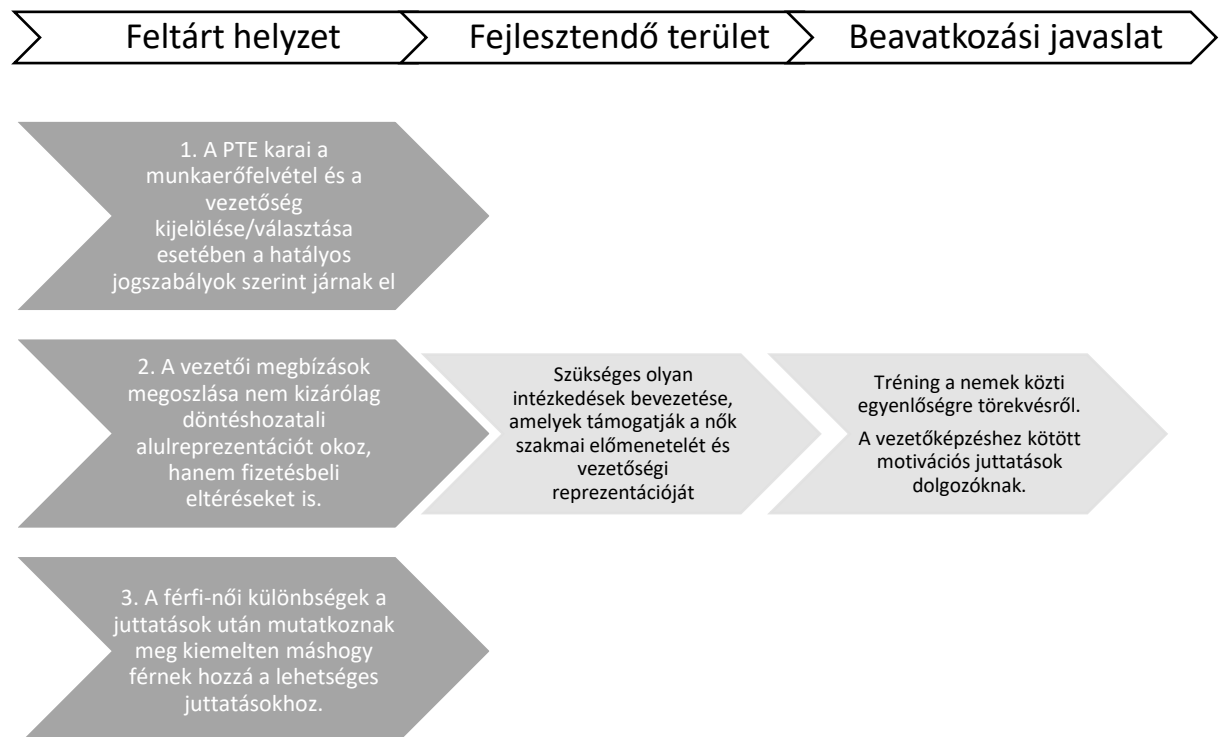 Feltárt helyzet
Fejlesztendő terület
Beavatkozási javaslat
1. A PTE karai a
munkaerőfelvétel és a
vezetőség
kijelölése/választása
esetében a hatályos
jogszabályok szerint járnak el
2. A vezetői megbízások
megoszlása nem kizárólag
döntéshozatali
alulreprezentációt okoz,
hanem fizetésbeli
eltéréseket is.
Szükséges olyan
intézkedések bevezetése,
amelyek támogatják a nők
szakmai előmenetelét és
vezetőségi
reprezentációját
Tréning a nemek közti
egyenlőségre törekvésről.
A vezetőképzéshez kötött
motivációs juttatások
dolgozóknak.
3. A férfi-női különbségek a
juttatások után mutatkoznak
meg kiemelten máshogy
férnek hozzá a lehetséges
juttatásokhoz.